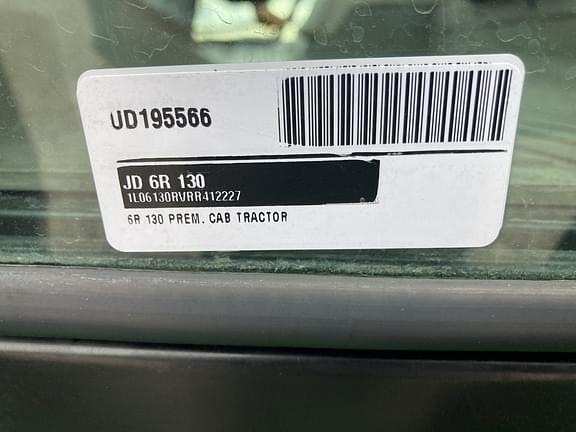 UD195566
JD 6R 130
1L06130RVRR412227
6R 130 PREM. CAB TRACTOR